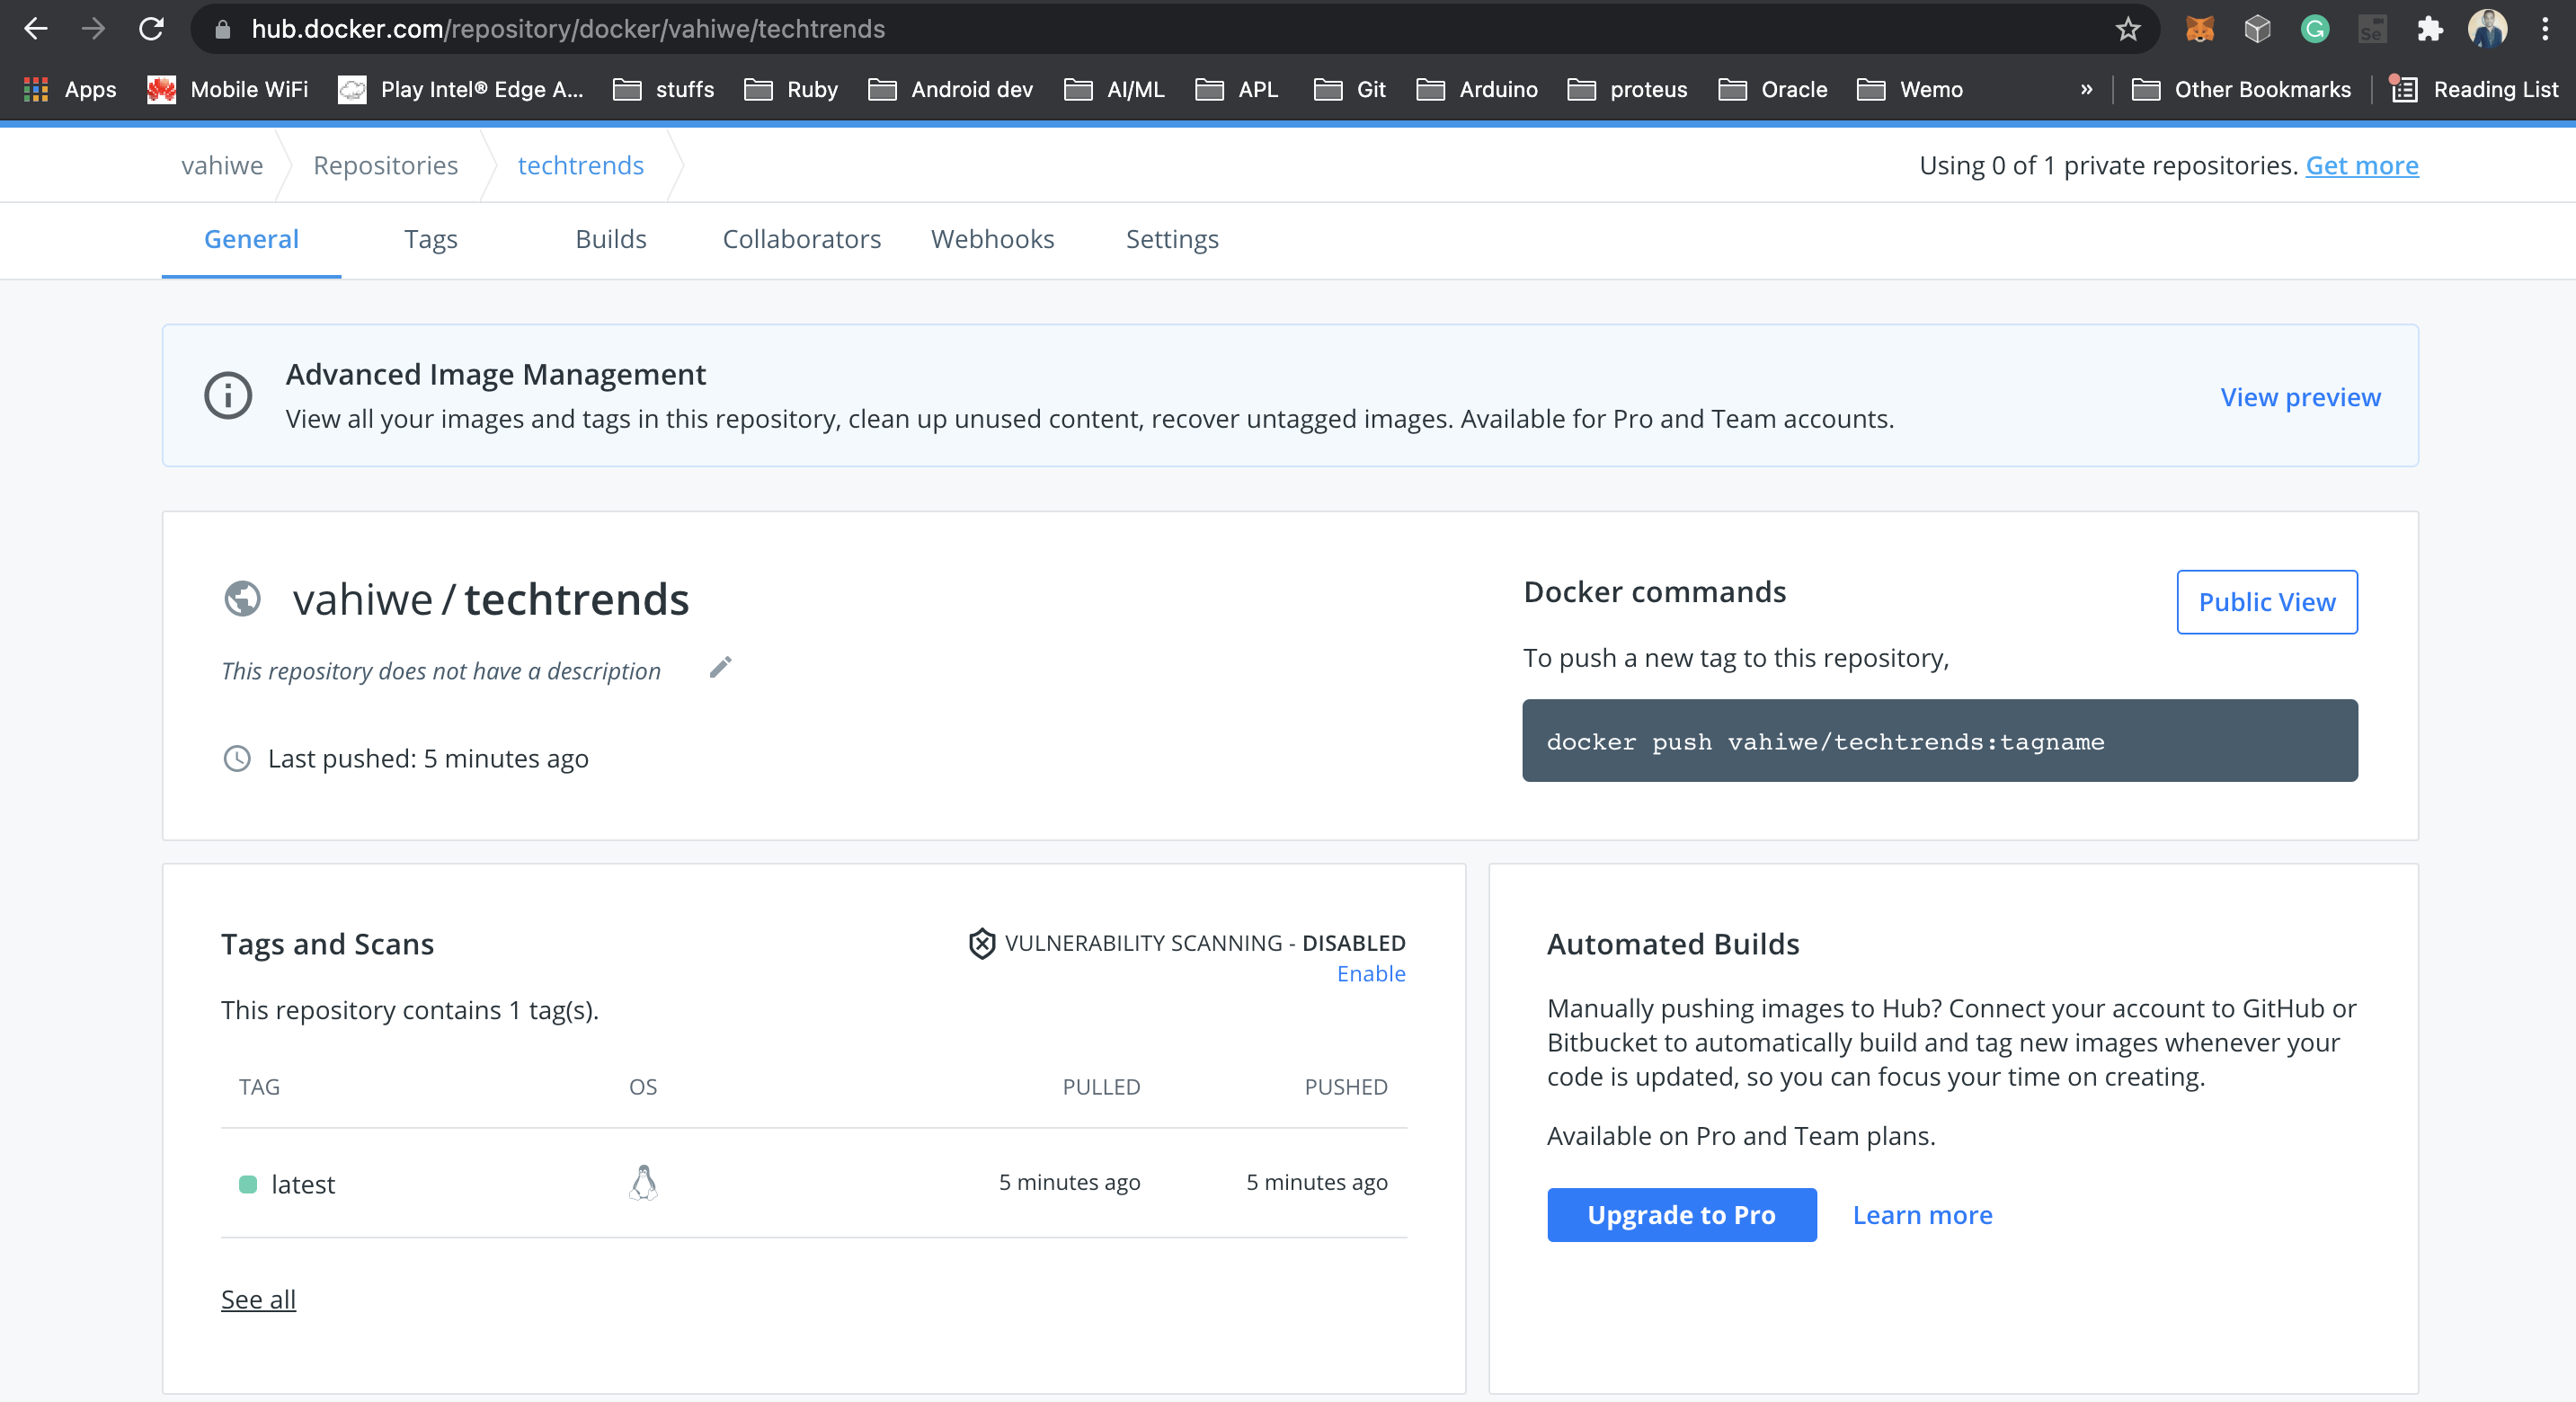 hub.docker.com/repository/docker/vahiwe/techtrends
Se
Apps Mobile WiFi Play Intel® Edge A... stuffs Ruby Android dev AI/ML APL Git Arduino proteus Oracle Wemo » Other Bookmarks Reading List
vahiwe Repositories techtrends
Using 0 of 1 private repositories. Get more
General Tags Builds Collaborators Webhooks Settings
Advanced Image Management
View all your images and tags in this repository, clean up unused content, recover untagged images. Available for Pro and Team accounts.
View preview
vahiwe / techtrends
This repository does not have a description
Last pushed: 5 minutes ago
Docker commands
Public View
To push a new tag to this repository,
docker push vahiwe/techtrends:tagname
Tags and Scans
VULNERABILITY SCANNING - DISABLED
Enable
This repository contains 1 tag(s).
TAG OS PULLED PUSHED
latest 5 minutes ago 5 minutes ago
See all
Automated Builds
Manually pushing images to Hub? Connect your account to GitHub or
Bitbucket to automatically build and tag new images whenever your
code is updated, so you can focus your time on creating.
Available on Pro and Team plans.
Upgrade to Pro Learn more